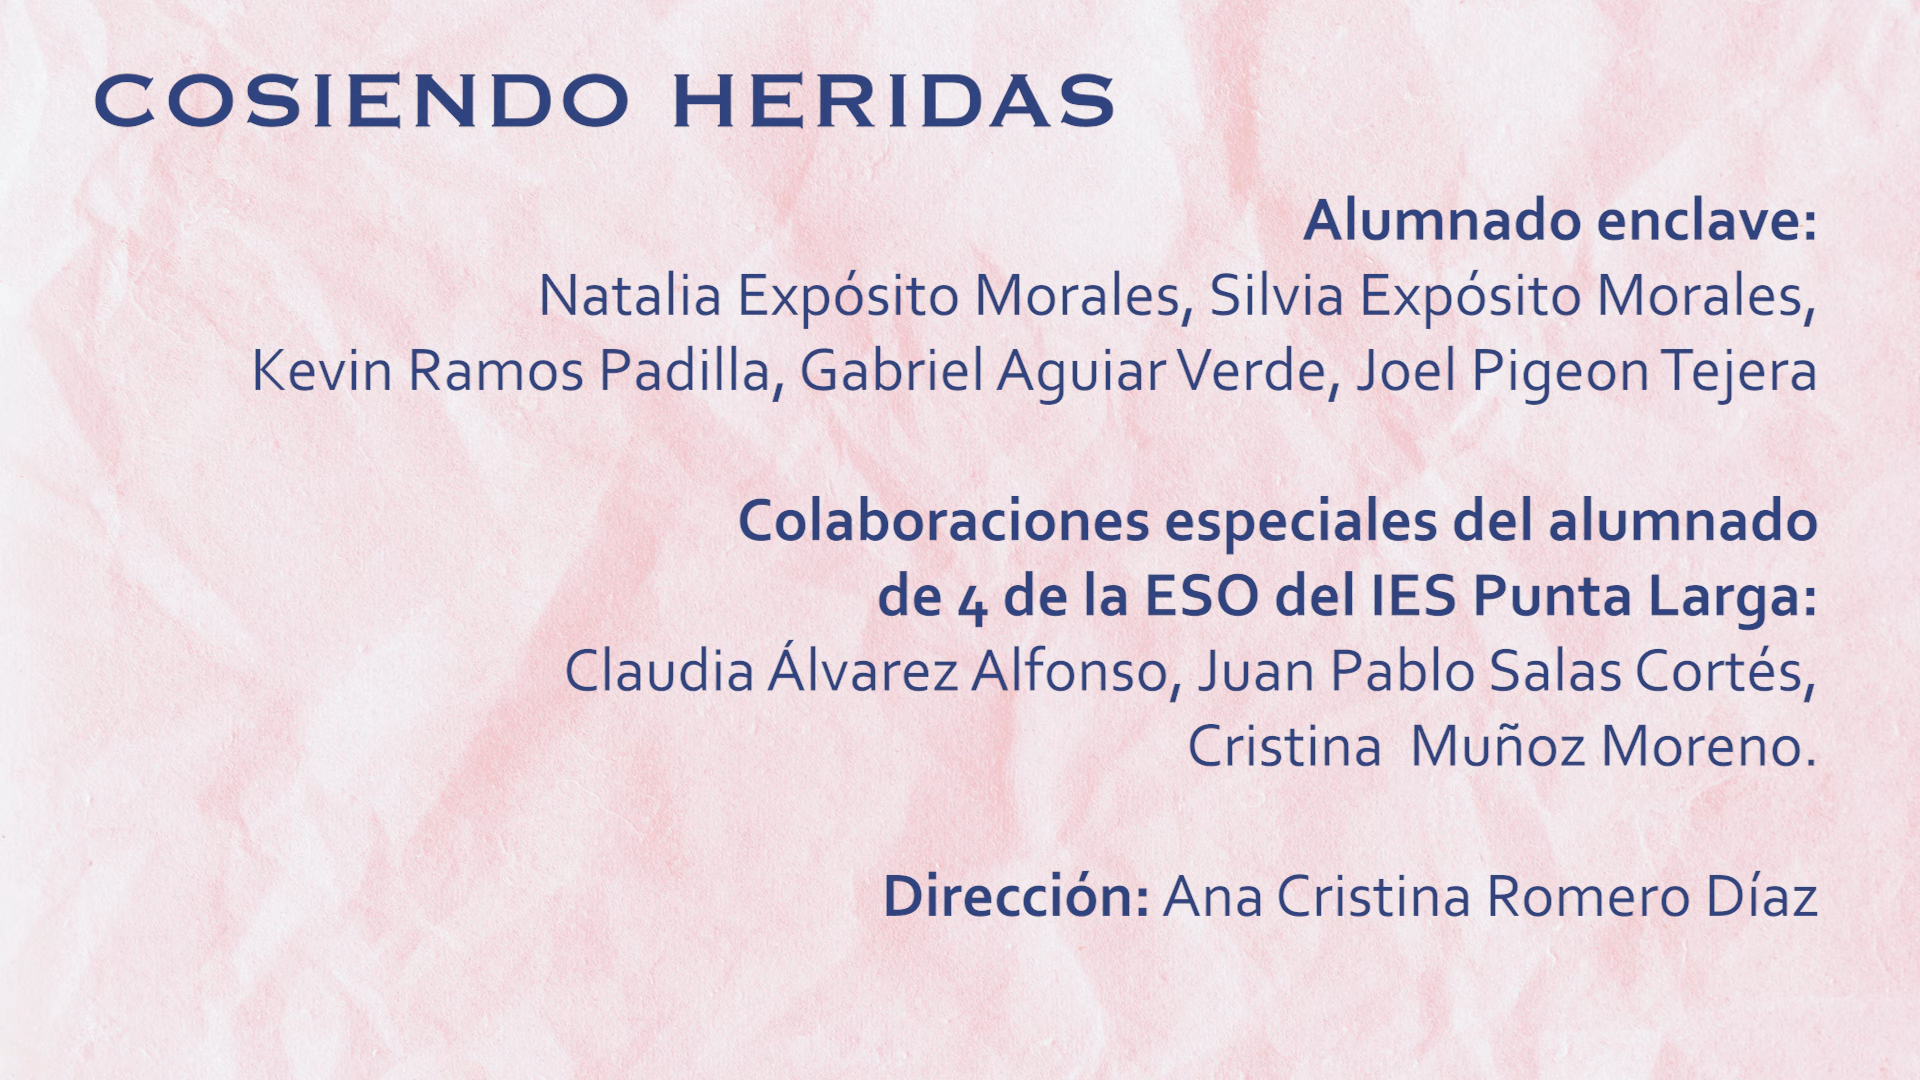 COSIENDO HERIDAS
Alumnado enclave:
Natalia Expósito Morales, Silvia Expósito Morales,
Kevin Ramos Padilla, Gabriel Aguiar Verde, Joel Pigeon Tejera
Colaboraciones especiales del alumnado
de 4 de la ESO del IES Punta Larga:
Claudia Álvarez Alfonso, Juan Pablo Salas Cortés,
Cristina  Muñoz Moreno.
Dirección: Ana Cristina Romero Díaz